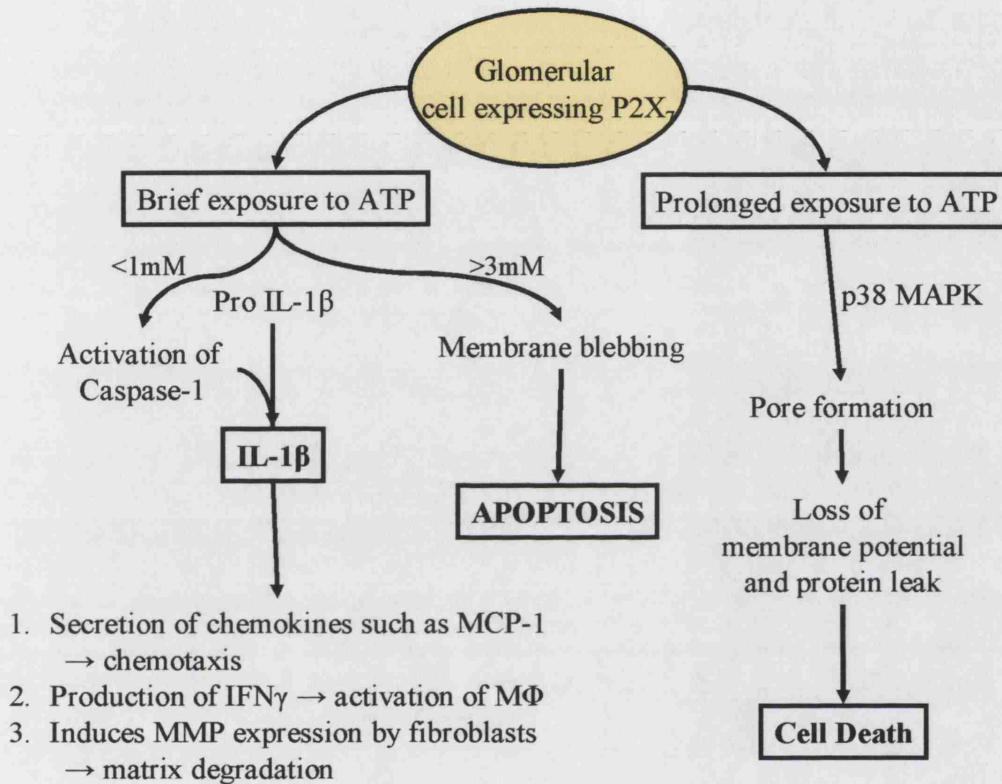 Glomerular
cell expressing P2X₇
Brief exposure to ATP
Prolonged exposure to ATP
<1mM
>3mM
Pro IL-1β
p38 MAPK
Activation of
Caspase-1
Membrane blebbing
Pore formation
IL-1β
APOPTOSIS
Loss of
membrane potential
and protein leak
1. Secretion of chemokines such as MCP-1
→ chemotaxis
2. Production of IFNγ → activation of MΦ
3. Induces MMP expression by fibroblasts
→ matrix degradation
Cell Death